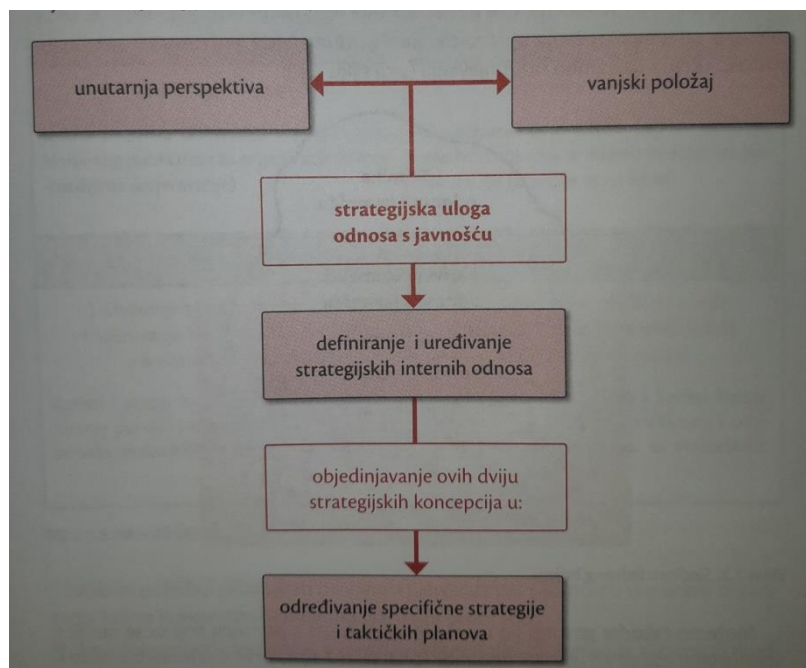 unutarnja perspektiva
vanjski položaj
strategijska uloga
odnosa s javnošću
definiranje i uređivanje
strategijskih internih odnosa
objedinjavanje ovih dviju
strategijskih koncepcija u:
određivanje specifične strategije
i taktičkih planova